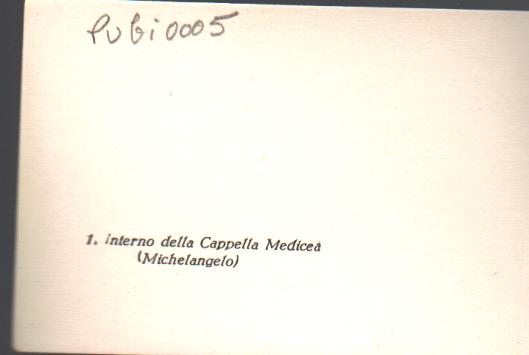 PUBi0005
1. interno della Cappella Medicea
(Michelangelo)